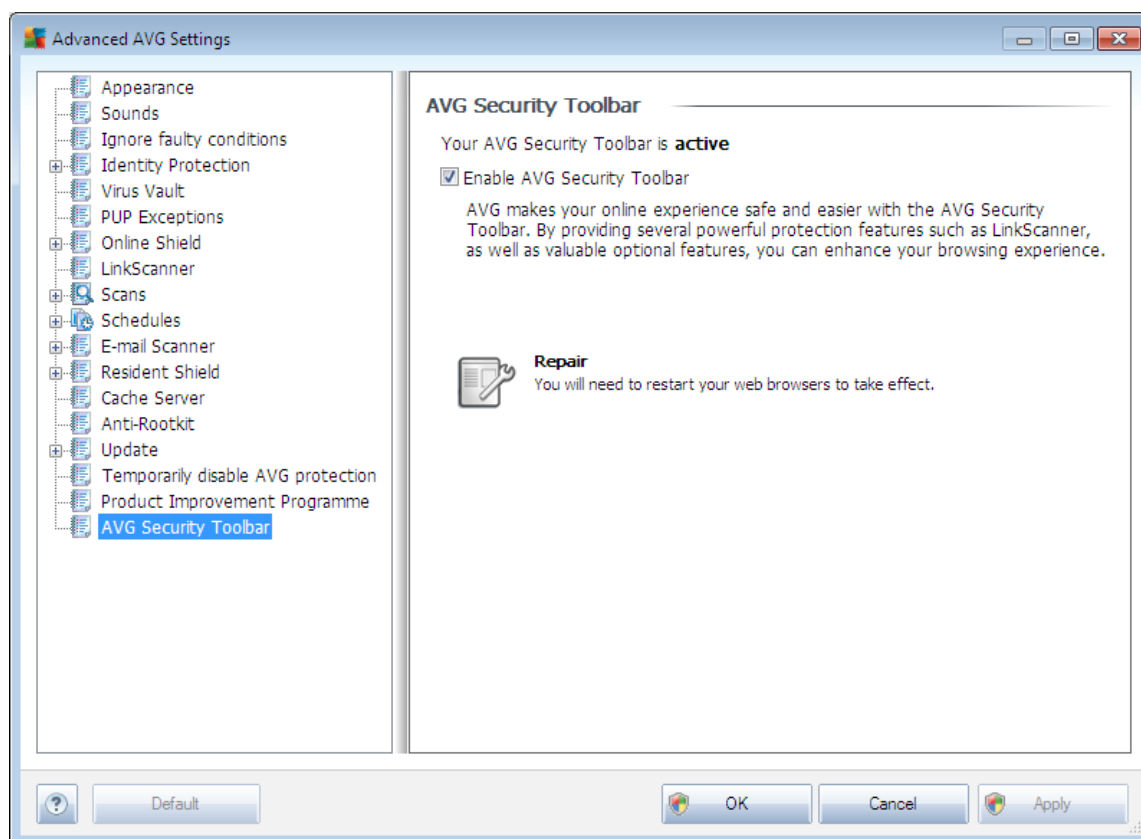 Advanced AVG Settings
Appearance
Sounds
Ignore faulty conditions
Identity Protection
Virus Vault
PUP Exceptions
Online Shield
LinkScanner
Scans
Schedules
E-mail Scanner
Resident Shield
Cache Server
Anti-Rootkit
Update
Temporarily disable AVG protection
Product Improvement Programme
AVG Security Toolbar
AVG Security Toolbar
Your AVG Security Toolbar is active
Enable AVG Security Toolbar
AVG makes your online experience safe and easier with the AVG Security
Toolbar. By providing several powerful protection features such as LinkScanner,
as well as valuable optional features, you can enhance your browsing experience.
Repair
You will need to restart your web browsers to take effect.
?
Default
OK
Cancel
Apply